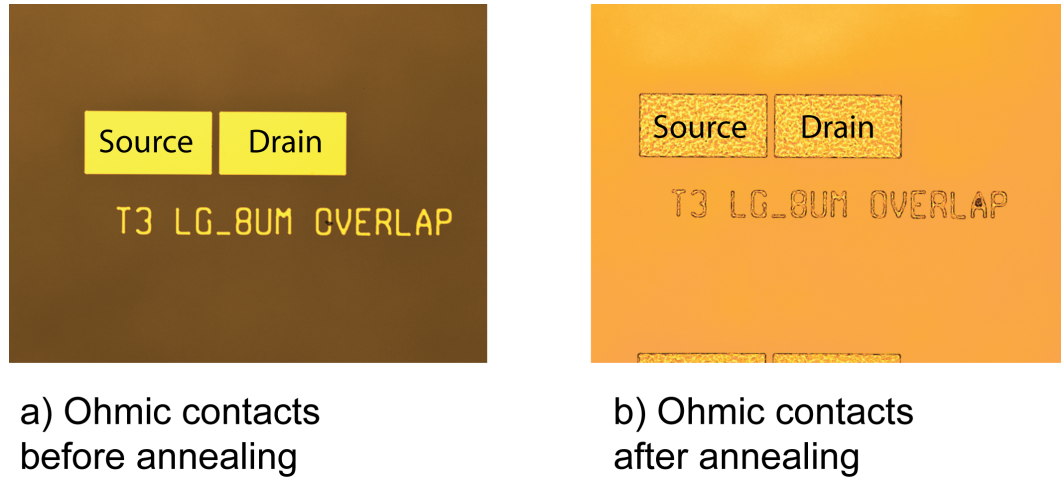 Source Drain
T3 LG_8UM OVERLAP
a) Ohmic contacts
before annealing
Source Drain
T3 LG_8UM OVERLAP
b) Ohmic contacts
after annealing